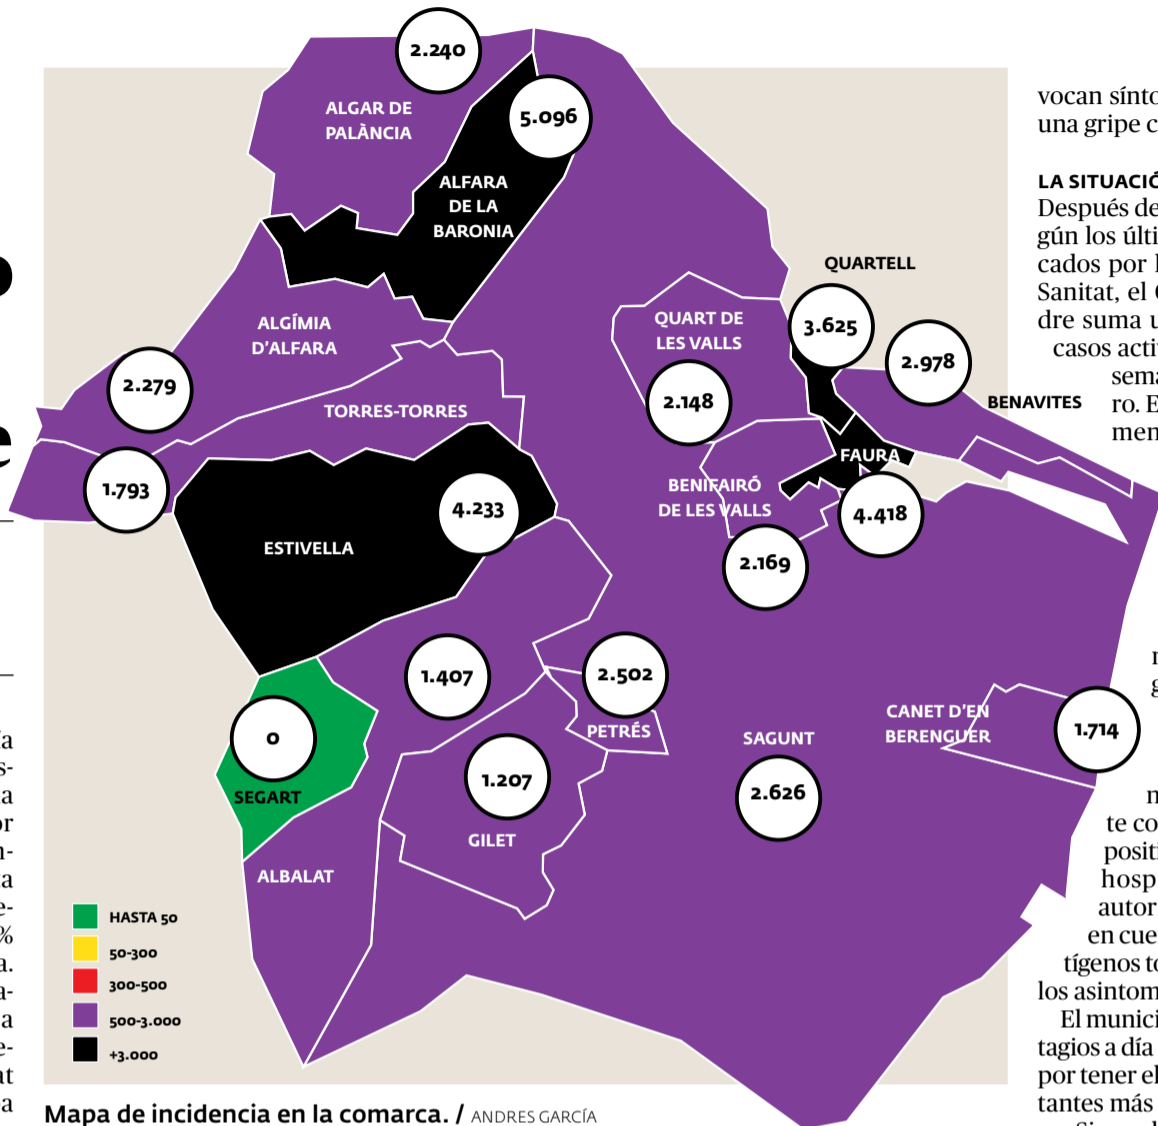 2.240
ALGAR DE
PALÀNCIA
5.096
ALFARA
DE LA
BARONIA
QUARTELL
3.625
ALGÍMIA
D'ALFARA
QUART DE
LES VALLS
2.978
2.279
2.148
BENAVITES
TORRES-TORRES
FAURA
1.793
BENIFAIRÓ
DE LES VALLS
4.233
4.418
ESTIVELLA
2.169
1.407
2.502
CANET D'EN
BERENGUER
1.714
PETRÉS
SAGUNT
0
1.207
2.626
SEGART
GILET
ALBALAT
HASTA 50
50-300
300-500
500-3.000
+3.000
Mapa de incidencia en la comarca. / ANDRES GARCÍA
vocan sínto
una gripe c
LA SITUACIÓ
Después de
gún los últi
cados por l
Sanitat, el
dre suma u
casos activ
sema
ro. E
men
n
te co
positi
hosp
autor
en cue
tígenos to
los asintom
El munici
tagios a día
por tener el
tantes más